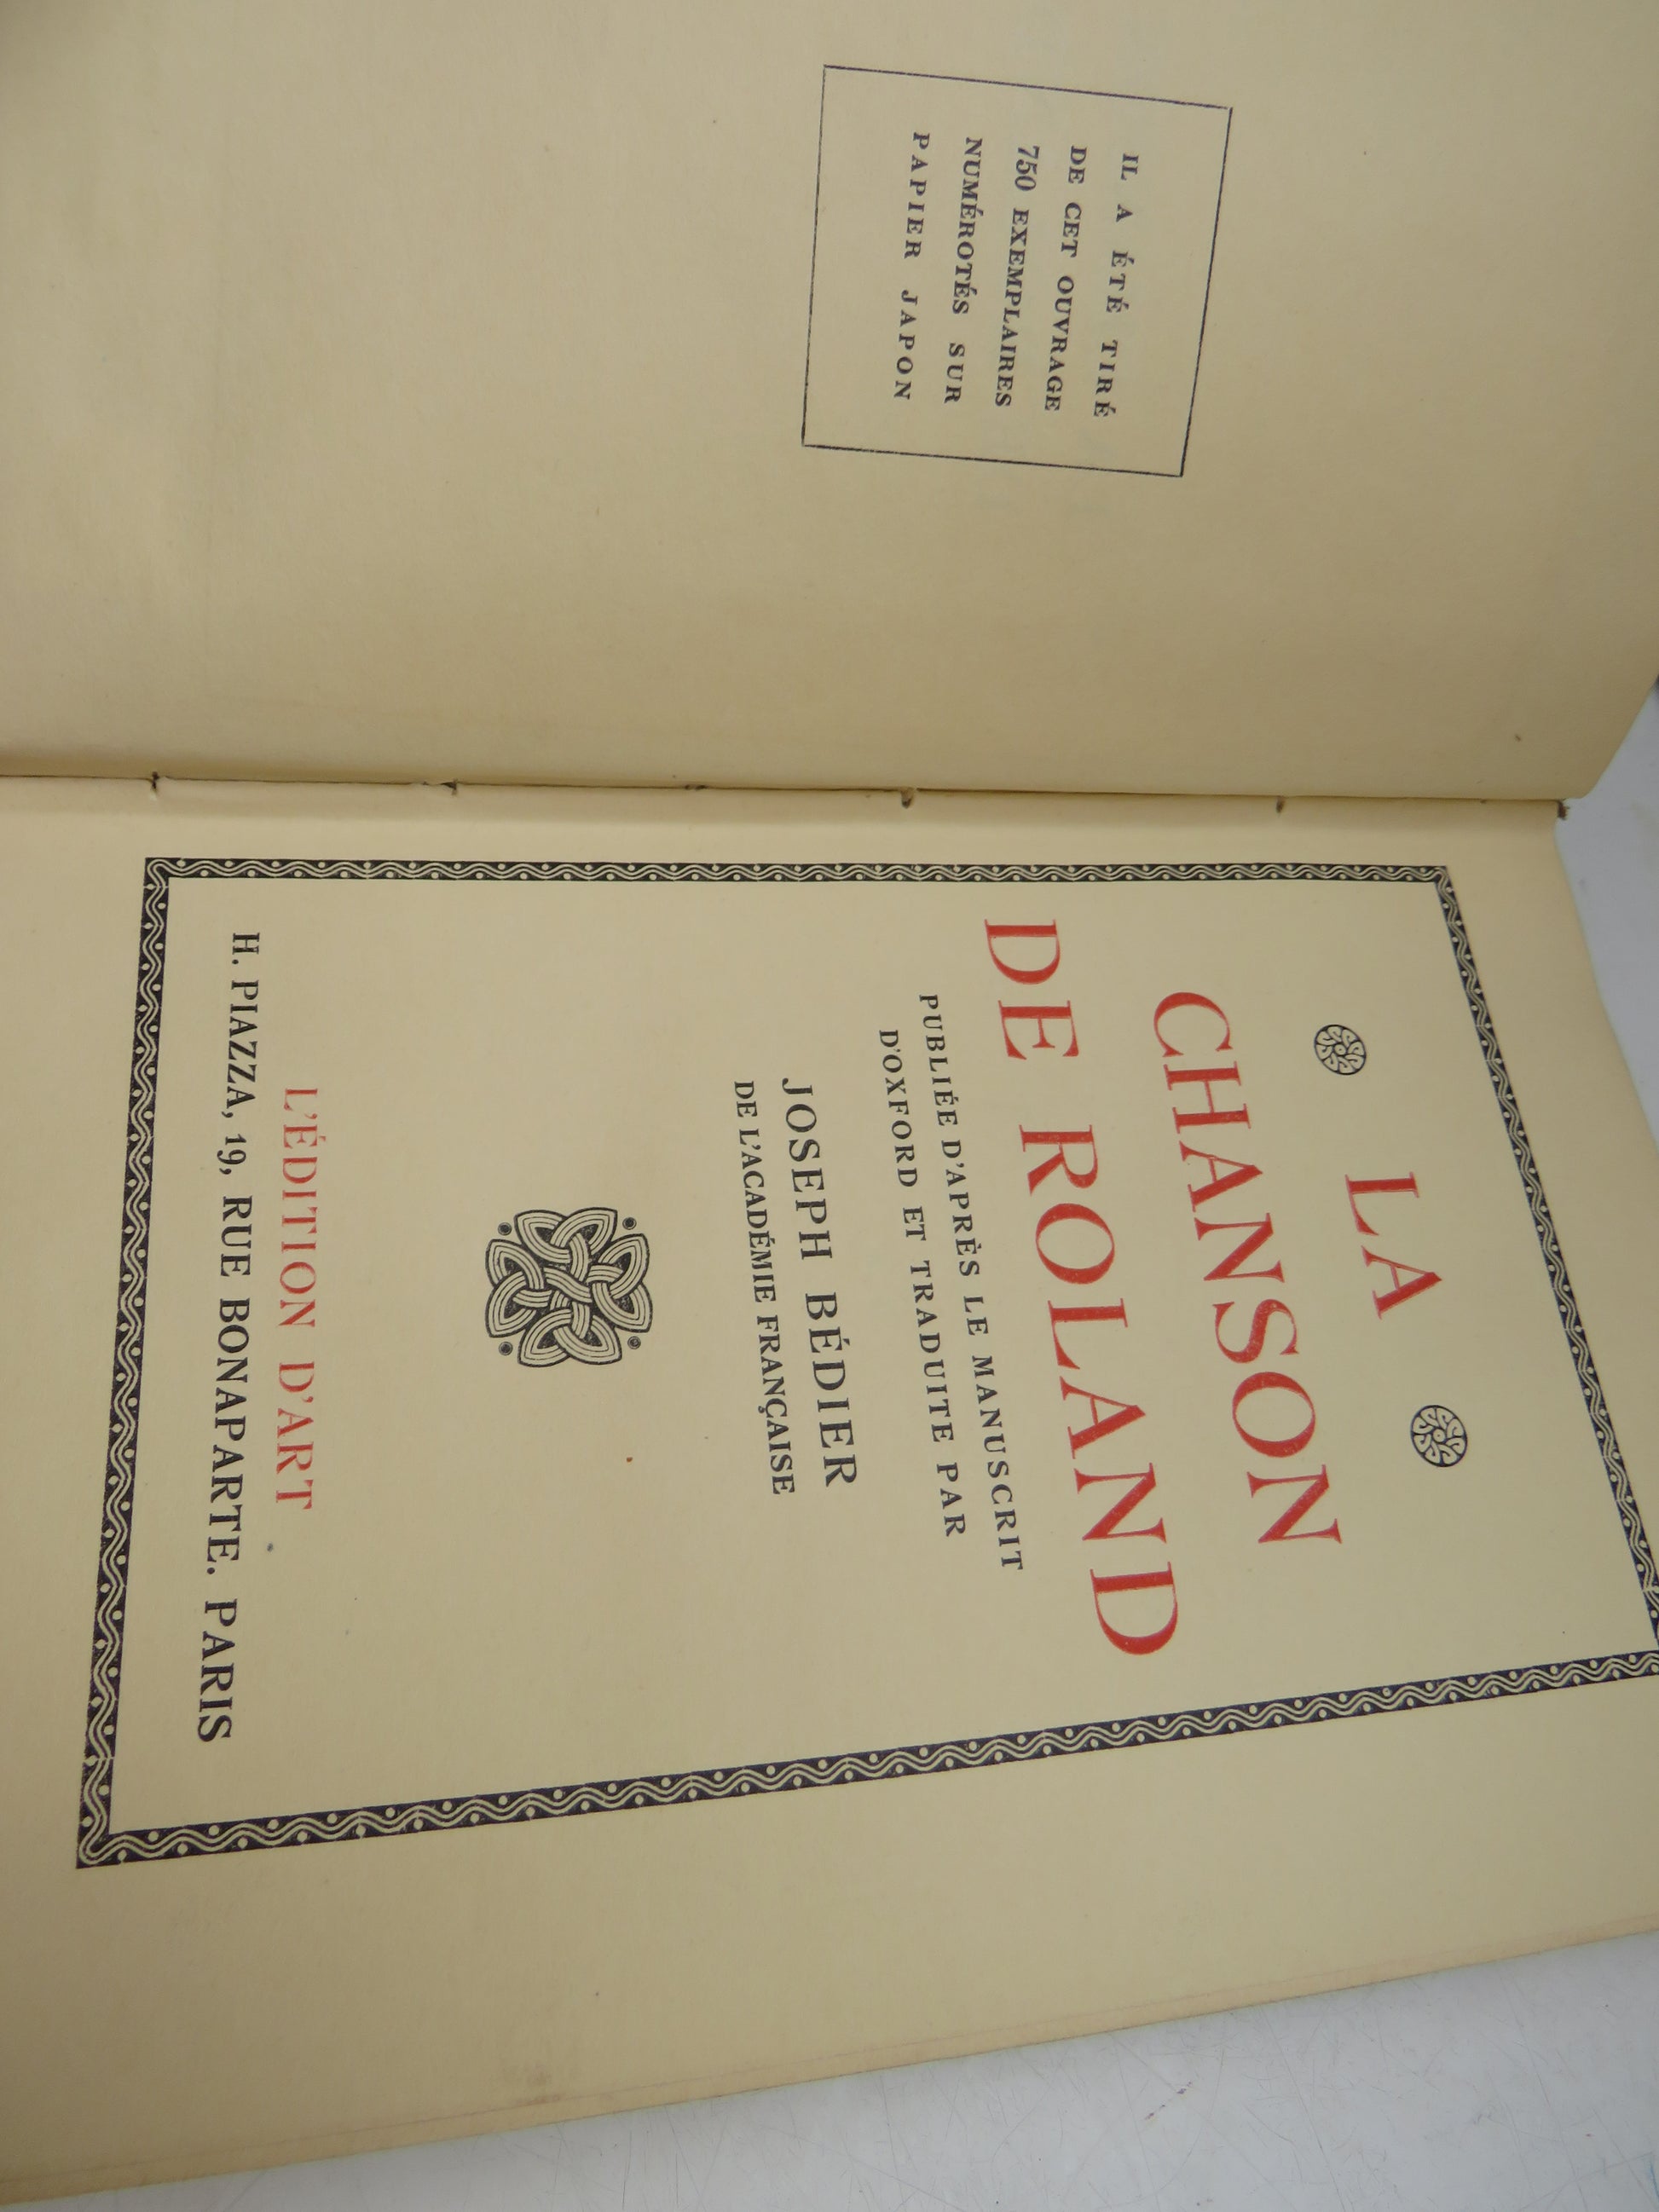 IL A ÉTÉ TIRÉ
DE CET OUVRAGE
750 EXEMPLAIRES
NUMÉROTÉS SUR
PAPIER JAPON
LA
CHANSON
DE ROLAND
PUBLIÉE D'APRÈS LE MANUSCRIT
D'OXFORD ET TRADUITE PAR
JOSEPH BÉDIER
DE L'ACADÉMIE FRANÇAISE
L'ÉDITION D'ART
H. PIAZZA, 19, RUE BONAPARTE. PARIS